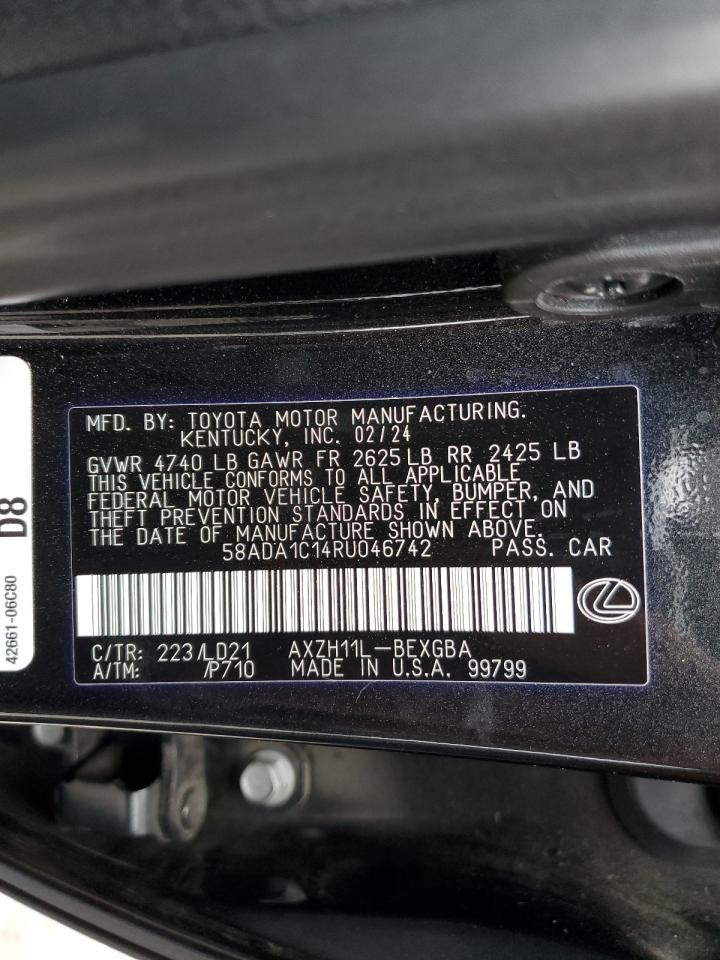 MFD. BY: TOYOTA MOTOR MANUFACTURING.
KENTUCKY, INC. 02/24
GVWR 4740 LB GAWR FR 2625 LB RR 2425 LB
THIS VEHICLE CONFORMS TO ALL APPLICABLE
FEDERAL MOTOR VEHICLE SAFETY, BUMPER, AND
THEFT PREVENTION STANDARDS IN EFFECT ON
THE DATE OF MANUFACTURE SHOWN ABOVE.
58ADA1C14RU046742 PASS. CAR
C/TR: 223/LD21 AXZH11L-BEXGBA
A/TM: /P710 MADE IN U.S.A. 99799
D8
42661-06C80